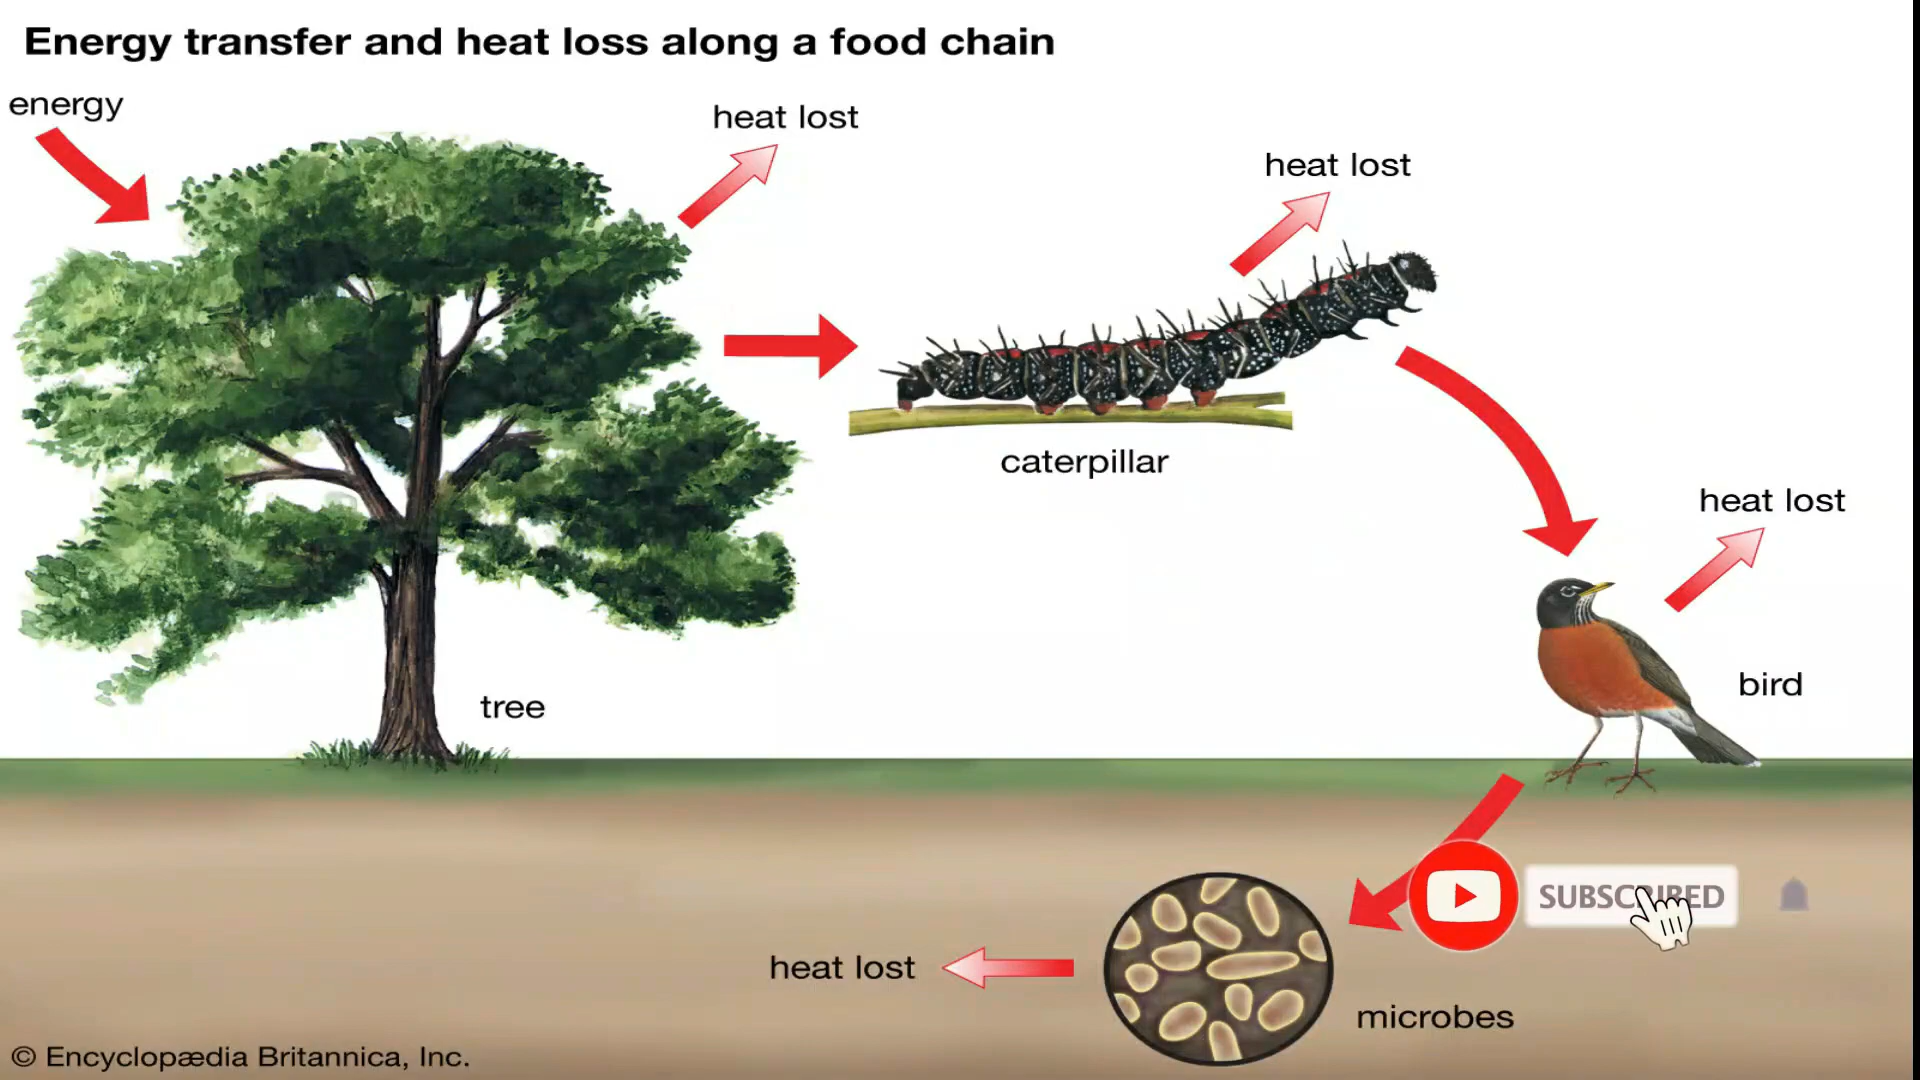 Energy transfer and heat loss along a food chain
energy
heat lost
heat lost
caterpillar
heat lost
bird
tree
SUBSCRIBED
heat lost
microbes
© Encyclopædia Britannica, Inc.